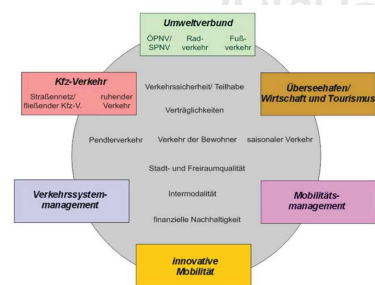 Umweltverbund
ÖPNV/ Rad- Fuß-
SPNV verkehr verkehr
Kfz-Verkehr
Straßennetz/ ruhender
fließender Kfz-V. Verkehr
Verkehrssicherheit/ Teilhabe
Überseehafen/
Wirtschaft und Tourismus
Verträglichkeiten
Pendlerverkehr Verkehr der Bewohner saisonaler Verkehr
Stadt- und Freiraumqualität
Verkehrssystem-
management
Intermodalität
Mobilitäts-
management
finanzielle Nachhaltigkeit
innovative
Mobilität